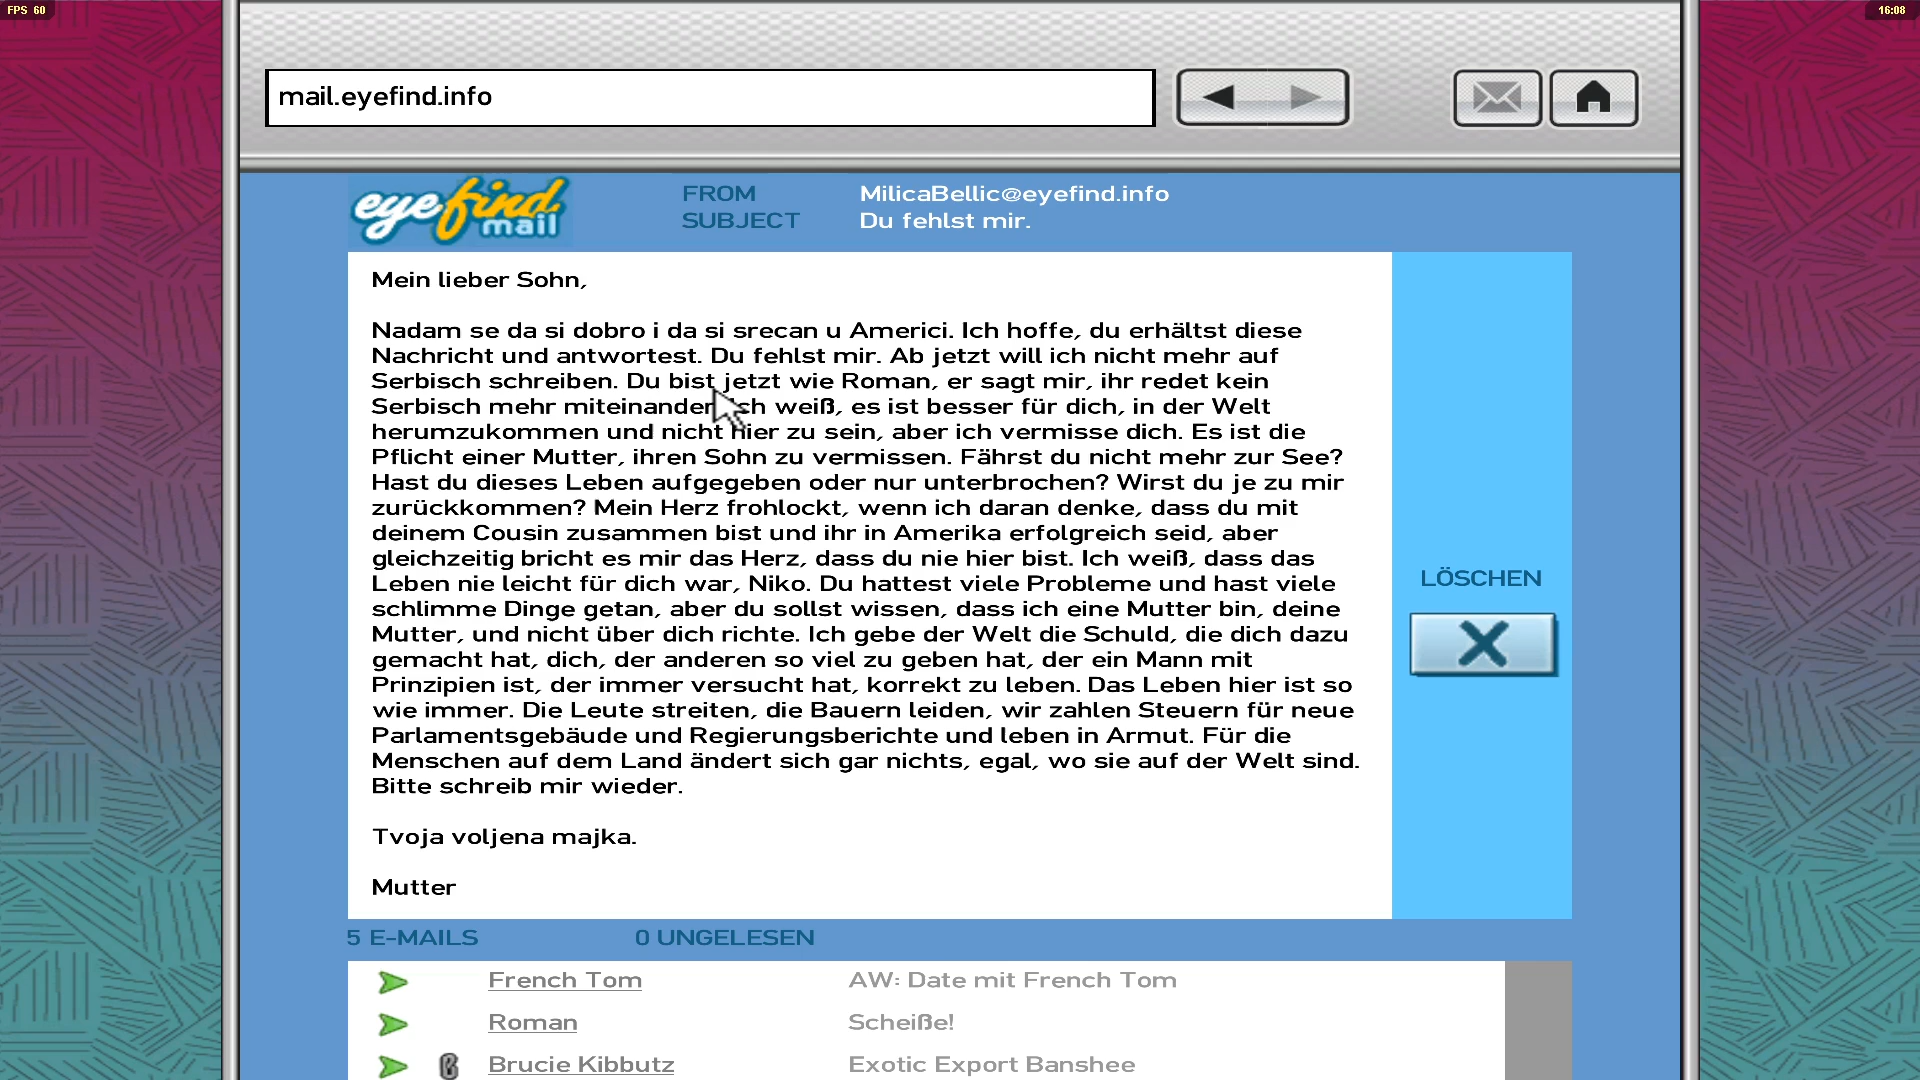 FPS 60
16:08
mail.eyefind.info
eyefind mail
FROM MilicaBellic@eyefind.info
SUBJECT Du fehlst mir.
Mein lieber Sohn,
Nadam se da si dobro i da si srecan u Americi. Ich hoffe, du erhältst diese
Nachricht und antwortest. Du fehlst mir. Ab jetzt will ich nicht mehr auf
Serbisch schreiben. Du bist jetzt wie Roman, er sagt mir, ihr redet kein
Serbisch mehr miteinander. Ich weiß, es ist besser für dich, in der Welt
herumzukommen und nicht hier zu sein, aber ich vermisse dich. Es ist die
Pflicht einer Mutter, ihren Sohn zu vermissen. Fährst du nicht mehr zur See?
Hast du dieses Leben aufgegeben oder nur unterbrochen? Wirst du je zu mir
zurückkommen? Mein Herz frohlockt, wenn ich daran denke, dass du mit
deinem Cousin zusammen bist und ihr in Amerika erfolgreich seid, aber
gleichzeitig bricht es mir das Herz, dass du nie hier bist. Ich weiß, dass das
Leben nie leicht für dich war, Niko. Du hattest viele Probleme und hast viele
schlimme Dinge getan, aber du sollst wissen, dass ich eine Mutter bin, deine
Mutter, und nicht über dich richte. Ich gebe der Welt die Schuld, die dich dazu
gemacht hat, dich, der anderen so viel zu geben hat, der ein Mann mit
Prinzipien ist, der immer versucht hat, korrekt zu leben. Das Leben hier ist so
wie immer. Die Leute streiten, die Bauern leiden, wir zahlen Steuern für neue
Parlamentsgebäude und Regierungsberichte und leben in Armut. Für die
Menschen auf dem Land ändert sich gar nichts, egal, wo sie auf der Welt sind.
Bitte schreib mir wieder.
Tvoja voljena majka.
Mutter
LÖSCHEN
5 E-MAILS 0 UNGELESEN
French Tom AW: Date mit French Tom
Roman Scheiße!
Brucie Kibbutz Exotic Export Banshee